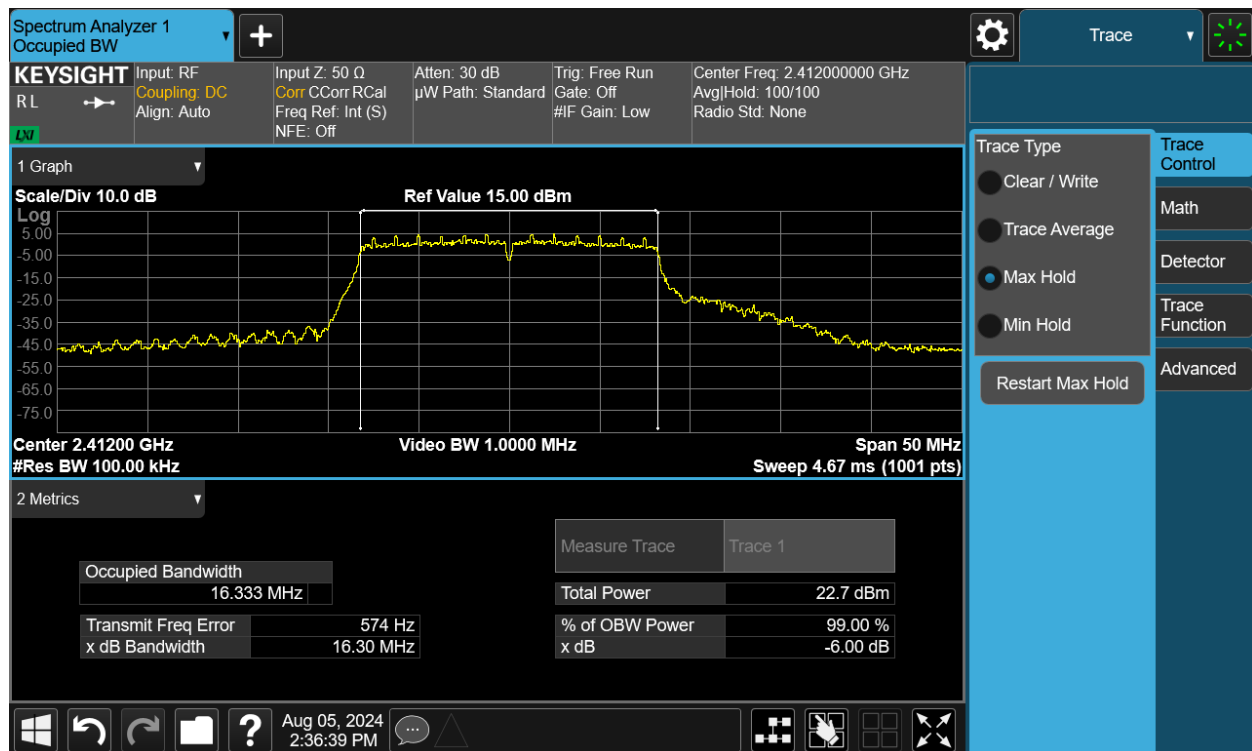 Spectrum Analyzer 1
Occupied BW
+
Trace
KEYSIGHT
RL
LXI
Input: RF
Coupling: DC
Align: Auto
Input Z: 50 Ω
Corr CCorr RCal
Freq Ref: Int (S)
NFE: Off
Atten: 30 dB
µW Path: Standard
Trig: Free Run
Gate: Off
#IF Gain: Low
Center Freq: 2.412000000 GHz
Avg|Hold: 100/100
Radio Std: None
1 Graph
Scale/Div 10.0 dB
Ref Value 15.00 dBm
Log
5.00
-5.00
-15.0
-25.0
-35.0
-45.0
-55.0
-65.0
-75.0
Center 2.41200 GHz
Video BW 1.0000 MHz
Span 50 MHz
#Res BW 100.00 kHz
Sweep 4.67 ms (1001 pts)
2 Metrics
Measure Trace Trace 1
Occupied Bandwidth
16.333 MHz
Total Power 22.7 dBm
Transmit Freq Error 574 Hz
% of OBW Power 99.00 %
x dB Bandwidth 16.30 MHz
x dB -6.00 dB
Trace Type
Clear / Write
Trace Average
Max Hold
Min Hold
Restart Max Hold
Trace
Control
Math
Detector
Trace
Function
Advanced
?
Aug 05, 2024
2:36:39 PM